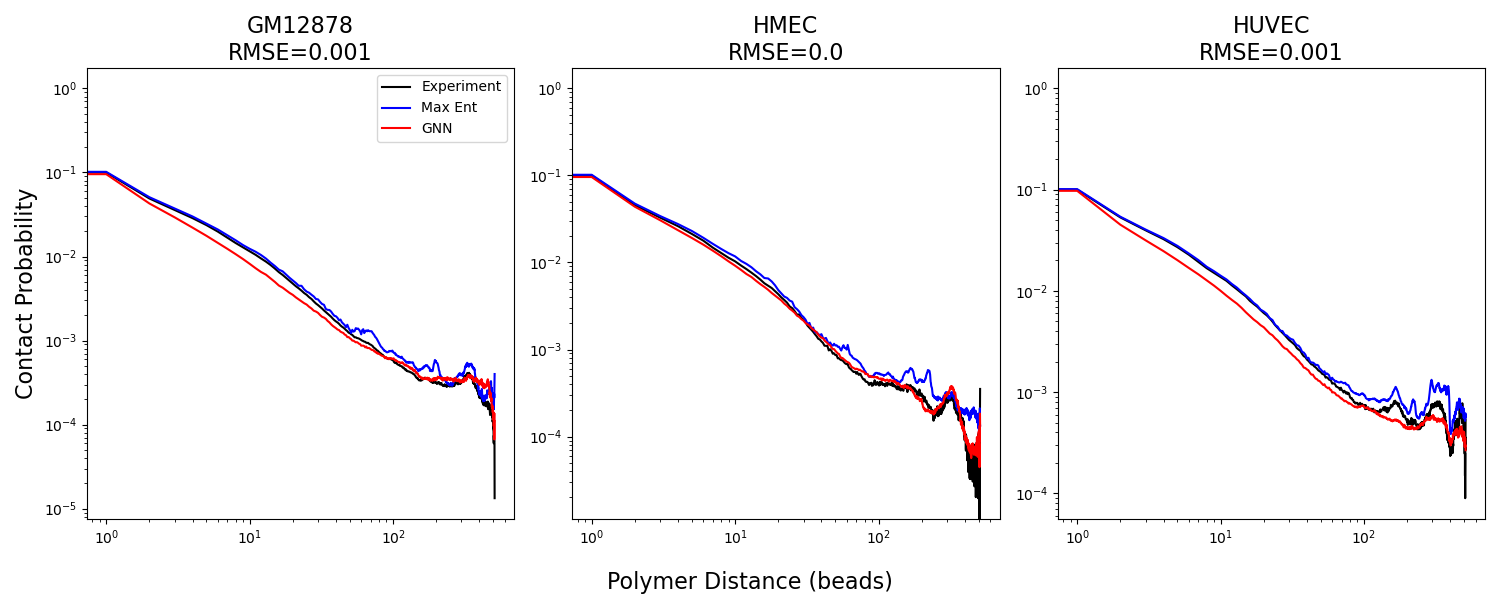 GM12878
RMSE=0.001
HMEC
RMSE=0.0
HUVEC
RMSE=0.001
Contact Probability
10⁰
10⁻¹
10⁻²
10⁻³
10⁻⁴
10⁻⁵
10⁰
10¹
10²
Experiment
Max Ent
GNN
10⁰
10⁻¹
10⁻²
10⁻³
10⁻⁴
10⁰
10¹
10²
10⁰
10⁻¹
10⁻²
10⁻³
10⁻⁴
10⁰
10¹
10²
Polymer Distance (beads)